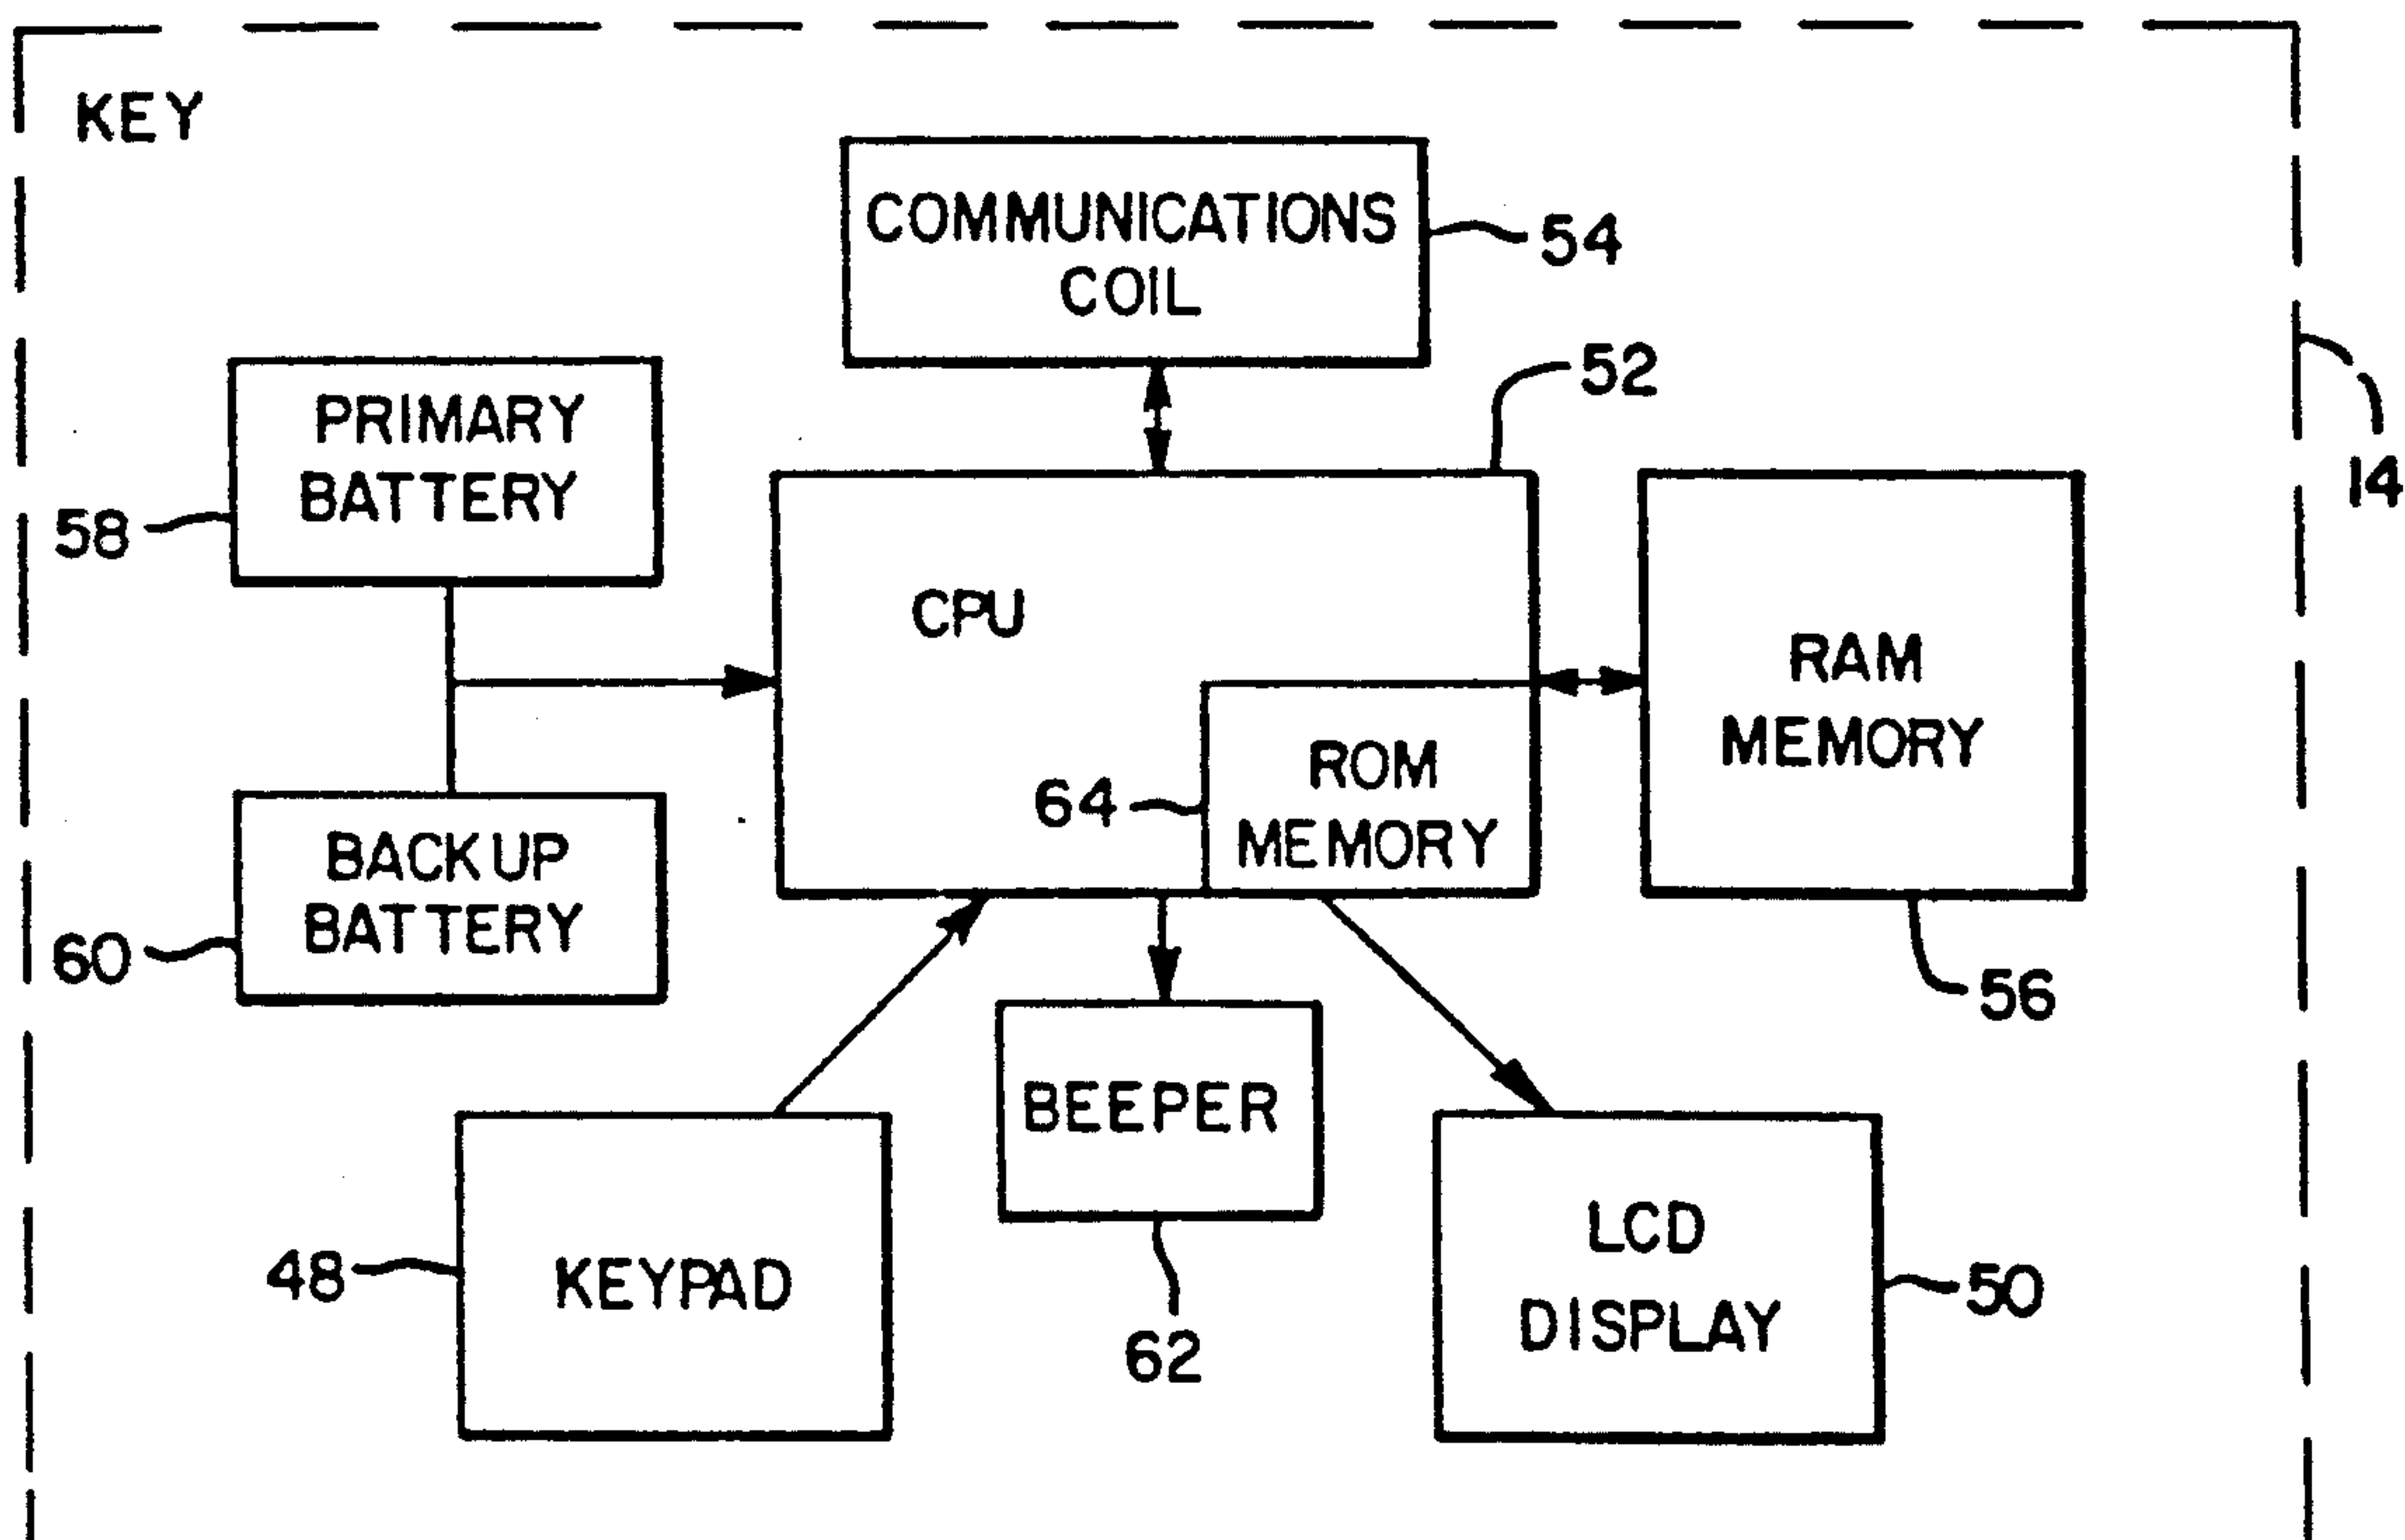 KEY
COMMUNICATIONS
COIL
54
52
14
PRIMARY
BATTERY
58
CPU
RAM
MEMORY
56
ROM
MEMORY
64
BACKUP
BATTERY
60
BEEPER
62
KEYPAD
48
LCD
DISPLAY
50